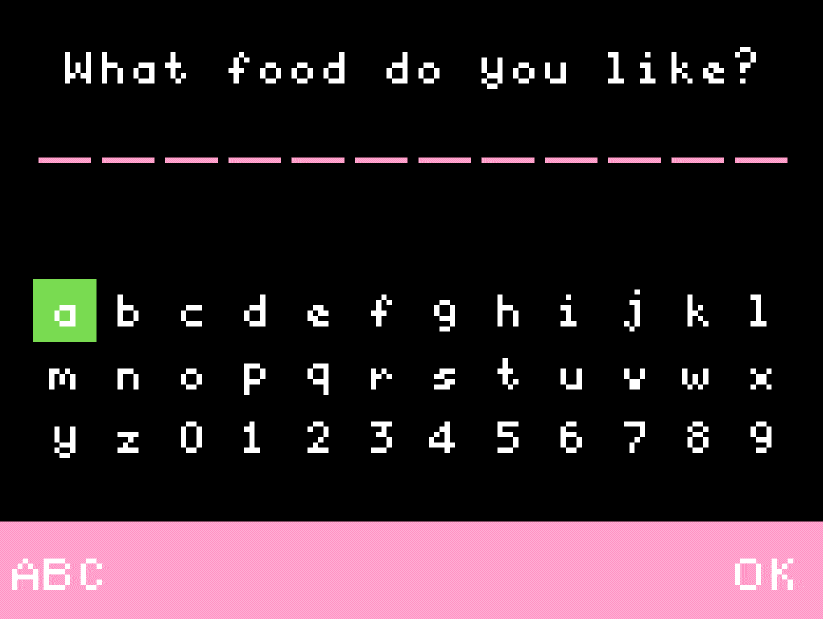 What food do you like?
a b c d e f g h i j k l
m n o p q r s t u v w x
y z 0 1 2 3 4 5 6 7 8 9
ABC OK